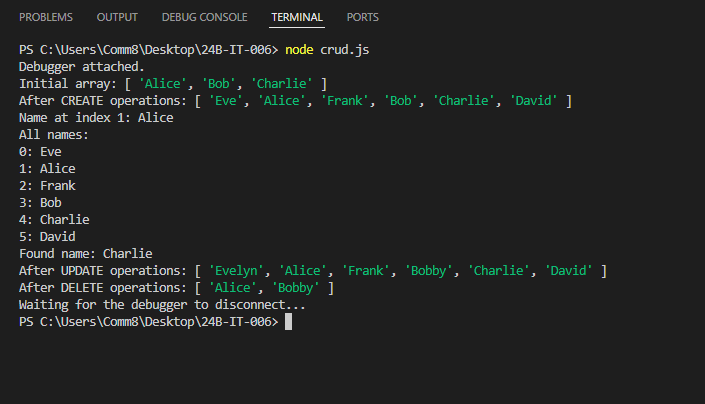 PROBLEMS OUTPUT DEBUG CONSOLE TERMINAL PORTS
PS C:\Users\Comm8\Desktop\24B-IT-006> node crud.js
Debugger attached.
Initial array: [ 'Alice', 'Bob', 'Charlie' ]
After CREATE operations: [ 'Eve', 'Alice', 'Frank', 'Bob', 'Charlie', 'David' ]
Name at index 1: Alice
All names:
0: Eve
1: Alice
2: Frank
3: Bob
4: Charlie
5: David
Found name: Charlie
After UPDATE operations: [ 'Evelyn', 'Alice', 'Frank', 'Bobby', 'Charlie', 'David' ]
After DELETE operations: [ 'Alice', 'Bobby' ]
Waiting for the debugger to disconnect...
PS C:\Users\Comm8\Desktop\24B-IT-006>